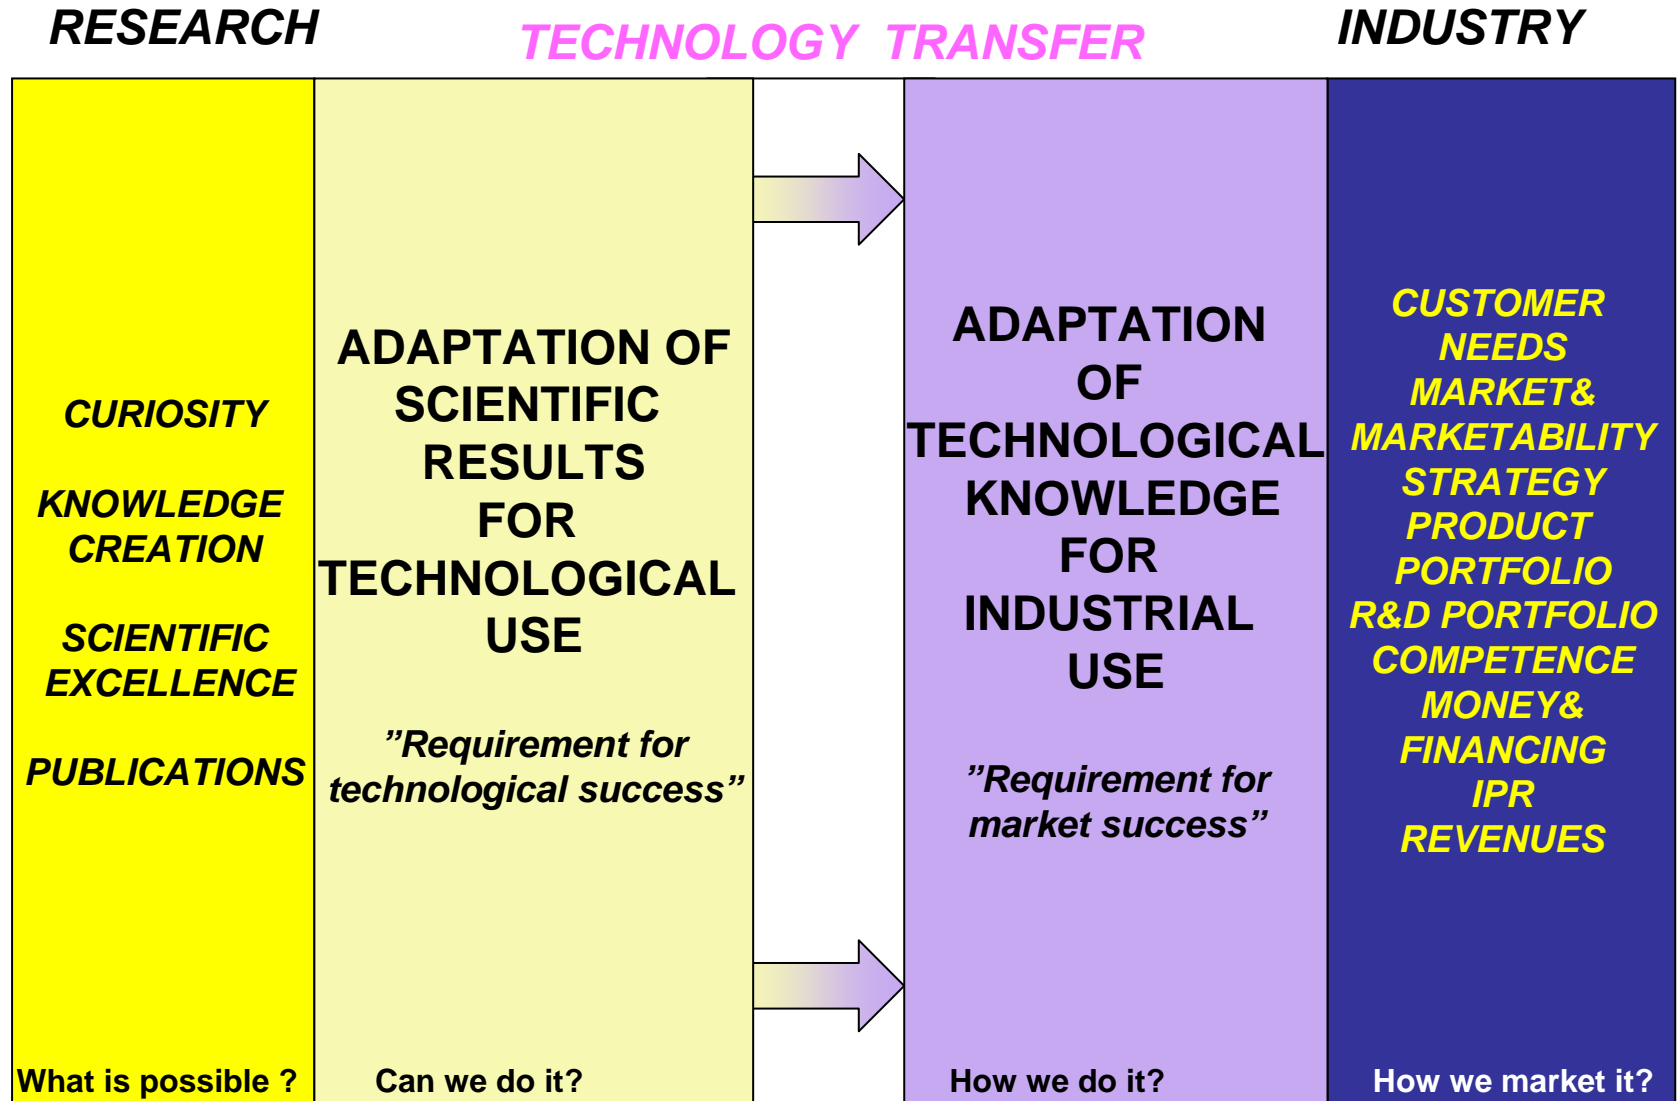 RESEARCH
TECHNOLOGY TRANSFER
INDUSTRY
CURIOSITY
KNOWLEDGE
CREATION
SCIENTIFIC
EXCELLENCE
PUBLICATIONS
What is possible ?
ADAPTATION OF
SCIENTIFIC
RESULTS
FOR
TECHNOLOGICAL
USE
”Requirement for
technological success”
Can we do it?
ADAPTATION
OF
TECHNOLOGICAL
KNOWLEDGE
FOR
INDUSTRIAL
USE
”Requirement for
market success”
How we do it?
CUSTOMER
NEEDS
MARKET&
MARKETABILITY
STRATEGY
PRODUCT
PORTFOLIO
R&D PORTFOLIO
COMPETENCE
MONEY&
FINANCING
IPR
REVENUES
How we market it?